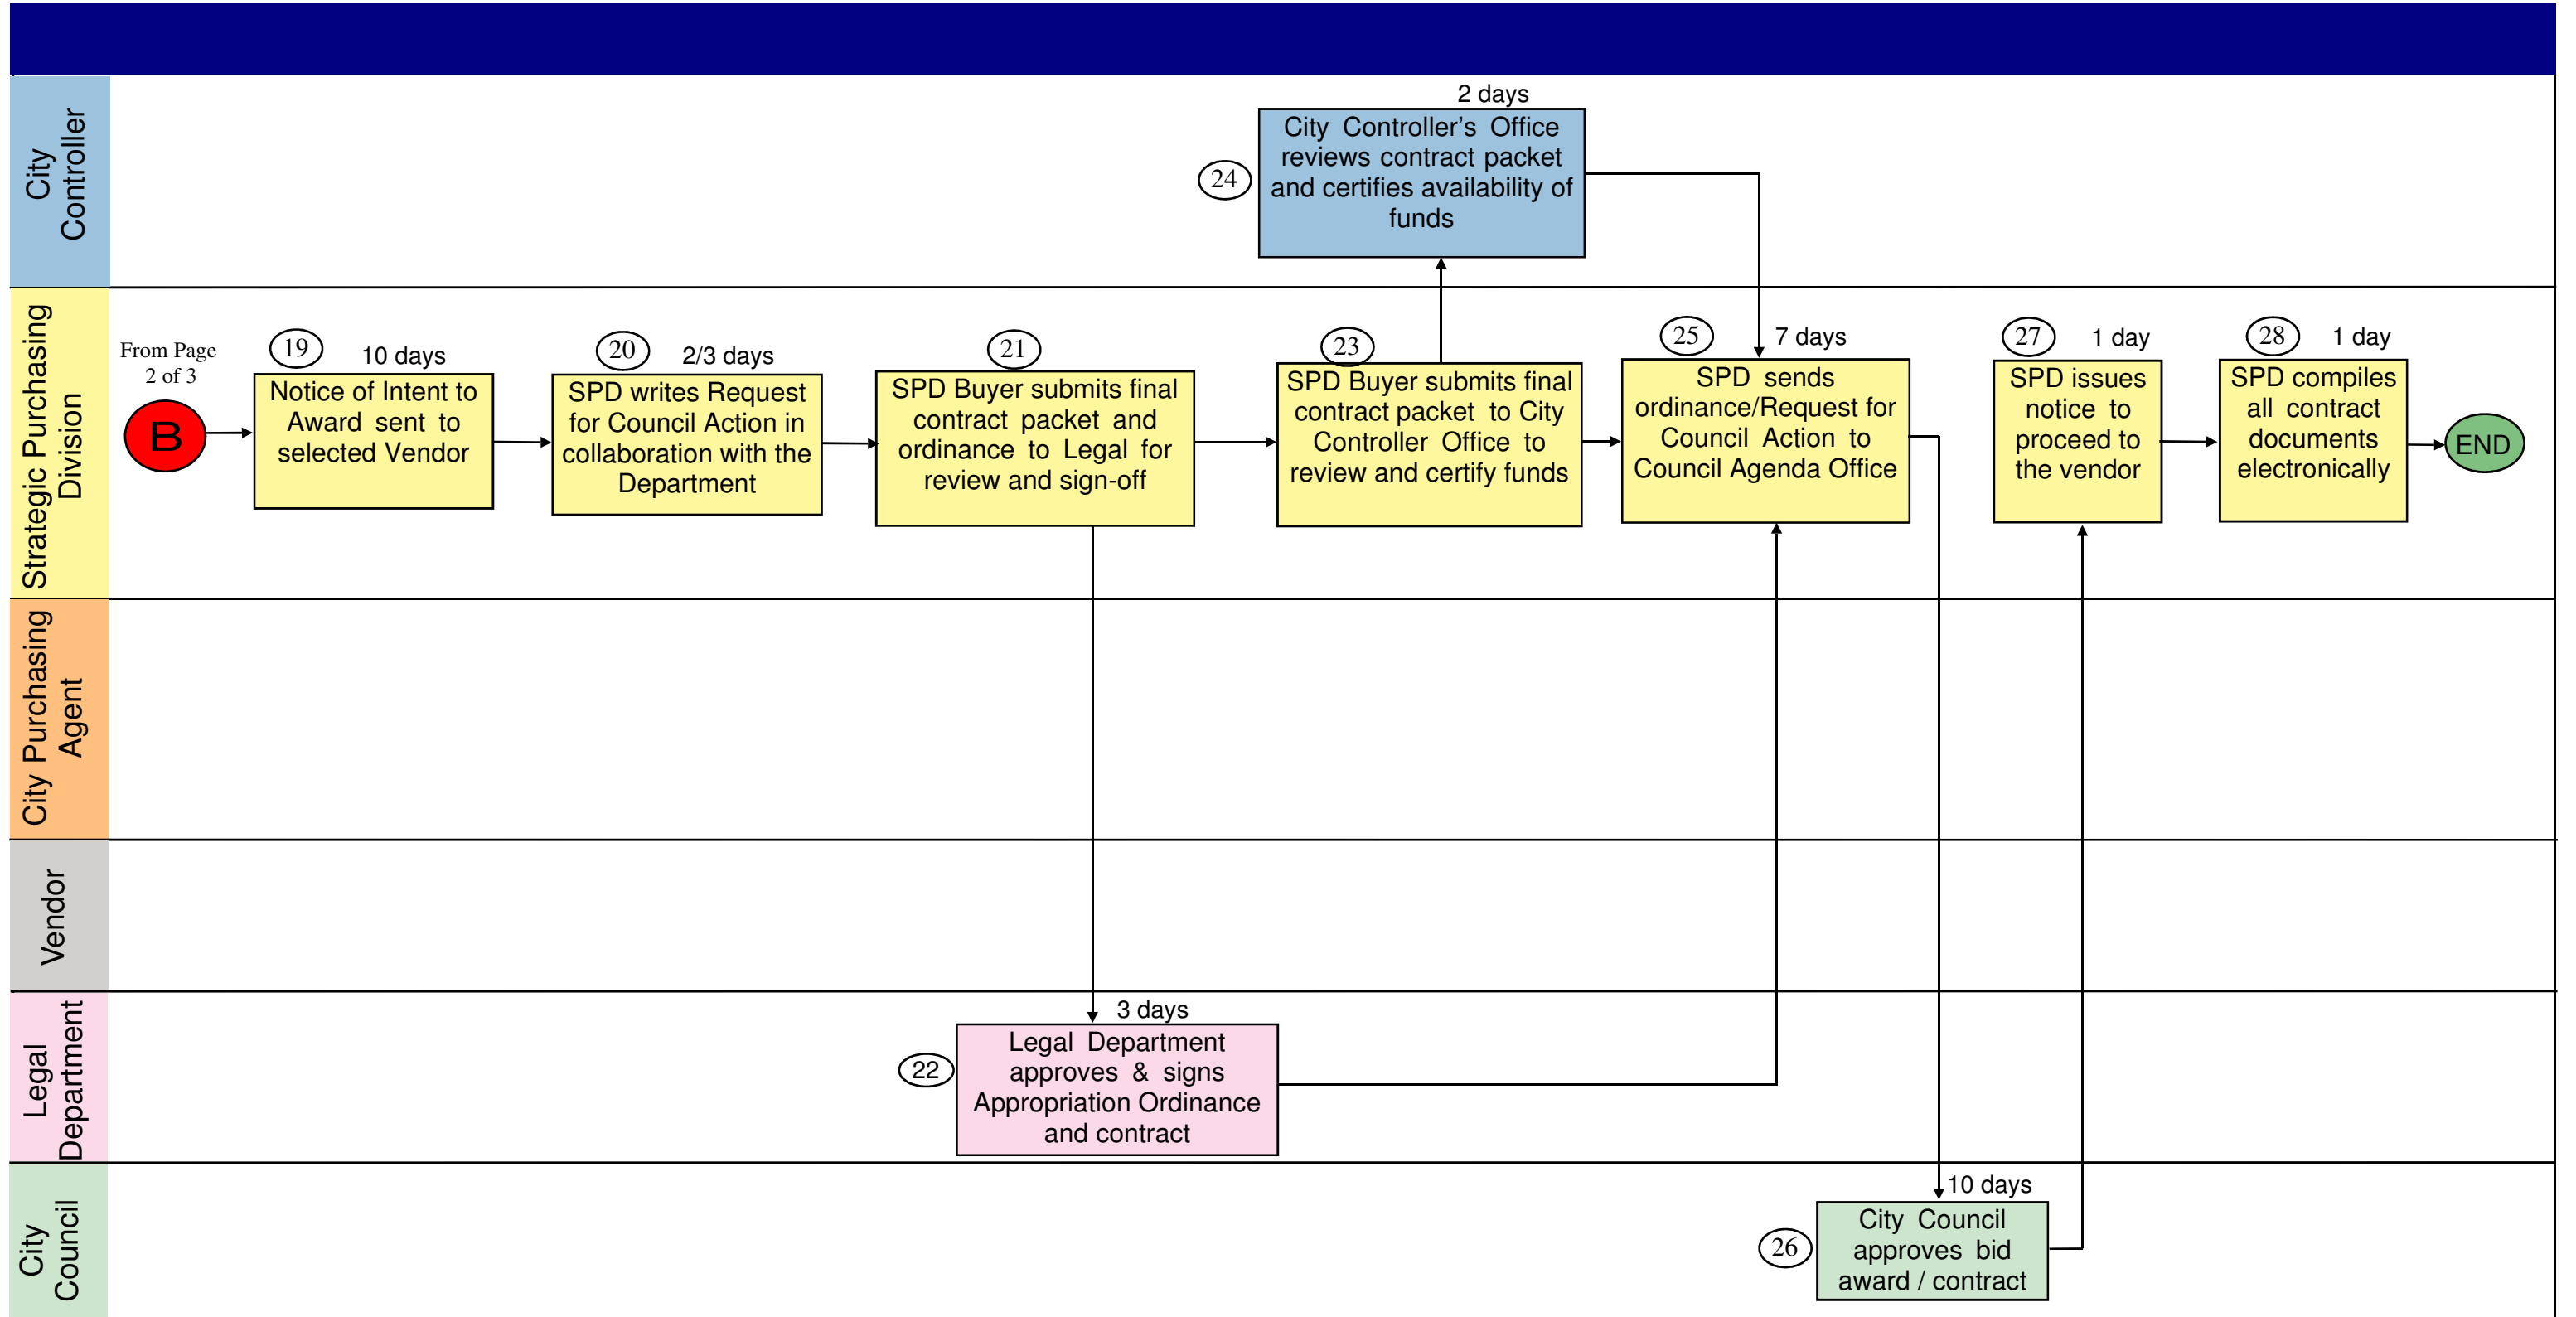 City
Controller
2 days
24
City Controller’s Office
reviews contract packet
and certifies availability of
funds
Strategic Purchasing
Division
From Page
2 of 3
B
19
10 days
Notice of Intent to
Award sent to
selected Vendor
20
2/3 days
SPD writes Request
for Council Action in
collaboration with the
Department
21
SPD Buyer submits final
contract packet and
ordinance to Legal for
review and sign-off
23
SPD Buyer submits final
contract packet to City
Controller Office to
review and certify funds
25
7 days
SPD sends
ordinance/Request for
Council Action to
Council Agenda Office
27
1 day
SPD issues
notice to
proceed to
the vendor
28
1 day
SPD compiles
all contract
documents
electronically
END
City Purchasing
Agent
Vendor
Legal
Department
3 days
22
Legal Department
approves & signs
Appropriation Ordinance
and contract
City
Council
10 days
26
City Council
approves bid
award / contract